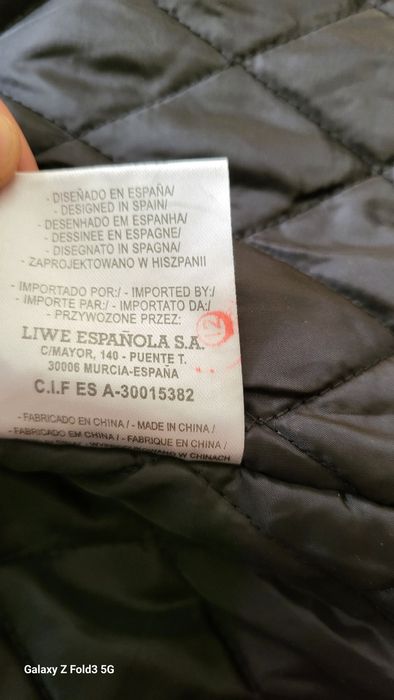 - DISEÑADO EN ESPAÑA/
- DESIGNED IN SPAIN/
- DESENHADO EM ESPANHA/
- DESSINEE EN ESPAGNE/
- DISEGNATO IN SPAGNA/
- ZAPROJEKTOWANO W HISZPANII
- IMPORTADO POR:/ - IMPORTED BY:/
- IMPORTE PAR:/ - IMPORTATO DA:/
- PRZYWOZONE PRZEZ:
LIWE ESPAÑOLA S.A.
12
C/MAYOR, 140 - PUENTE T.
30006 MURCIA-ESPAÑA
C.I.F ES A-30015382
- FABRICADO EN CHINA/ - MADE IN CHINA/
- FABRICADO EM CHINA/ - FABRIQUE EN CHINA/
W CHINACH
Galaxy Z Fold3 5G